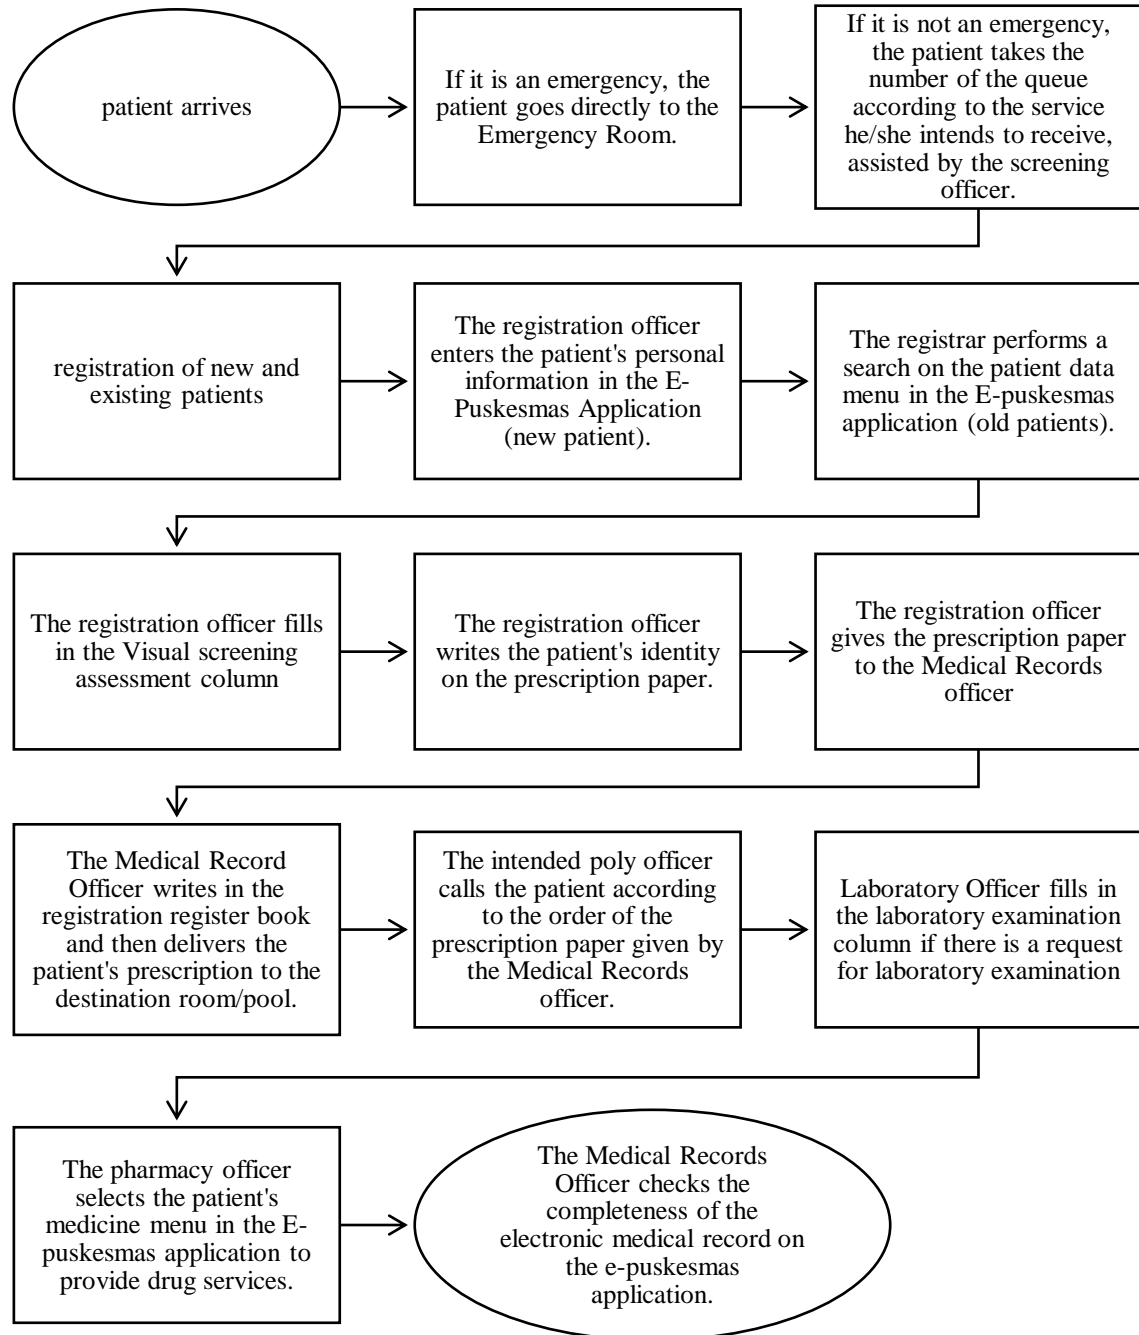 patient arrives
If it is an emergency, the
patient goes directly to the
Emergency Room.
If it is not an emergency,
the patient takes the
number of the queue
according to the service
he/she intends to receive,
assisted by the screening
officer.
registration of new and
existing patients
The registration officer
enters the patient's personal
information in the E-
Puskesmas Application
(new patient).
The registrar performs a
search on the patient data
menu in the E-puskesmas
application (old patients).
The registration officer fills
in the Visual screening
assessment column
The registration officer
writes the patient's identity
on the prescription paper.
The registration officer
gives the prescription paper
to the Medical Records
officer
The Medical Record
Officer writes in the
registration register book
and then delivers the
patient's prescription to the
destination room/pool.
The intended poly officer
calls the patient according
to the order of the
prescription paper given by
the Medical Records
officer.
Laboratory Officer fills in
the laboratory examination
column if there is a request
for laboratory examination
The pharmacy officer
selects the patient's
medicine menu in the E-
puskesmas application to
provide drug services.
The Medical Records
Officer checks the
completeness of the
electronic medical record on
the e-puskesmas
application.